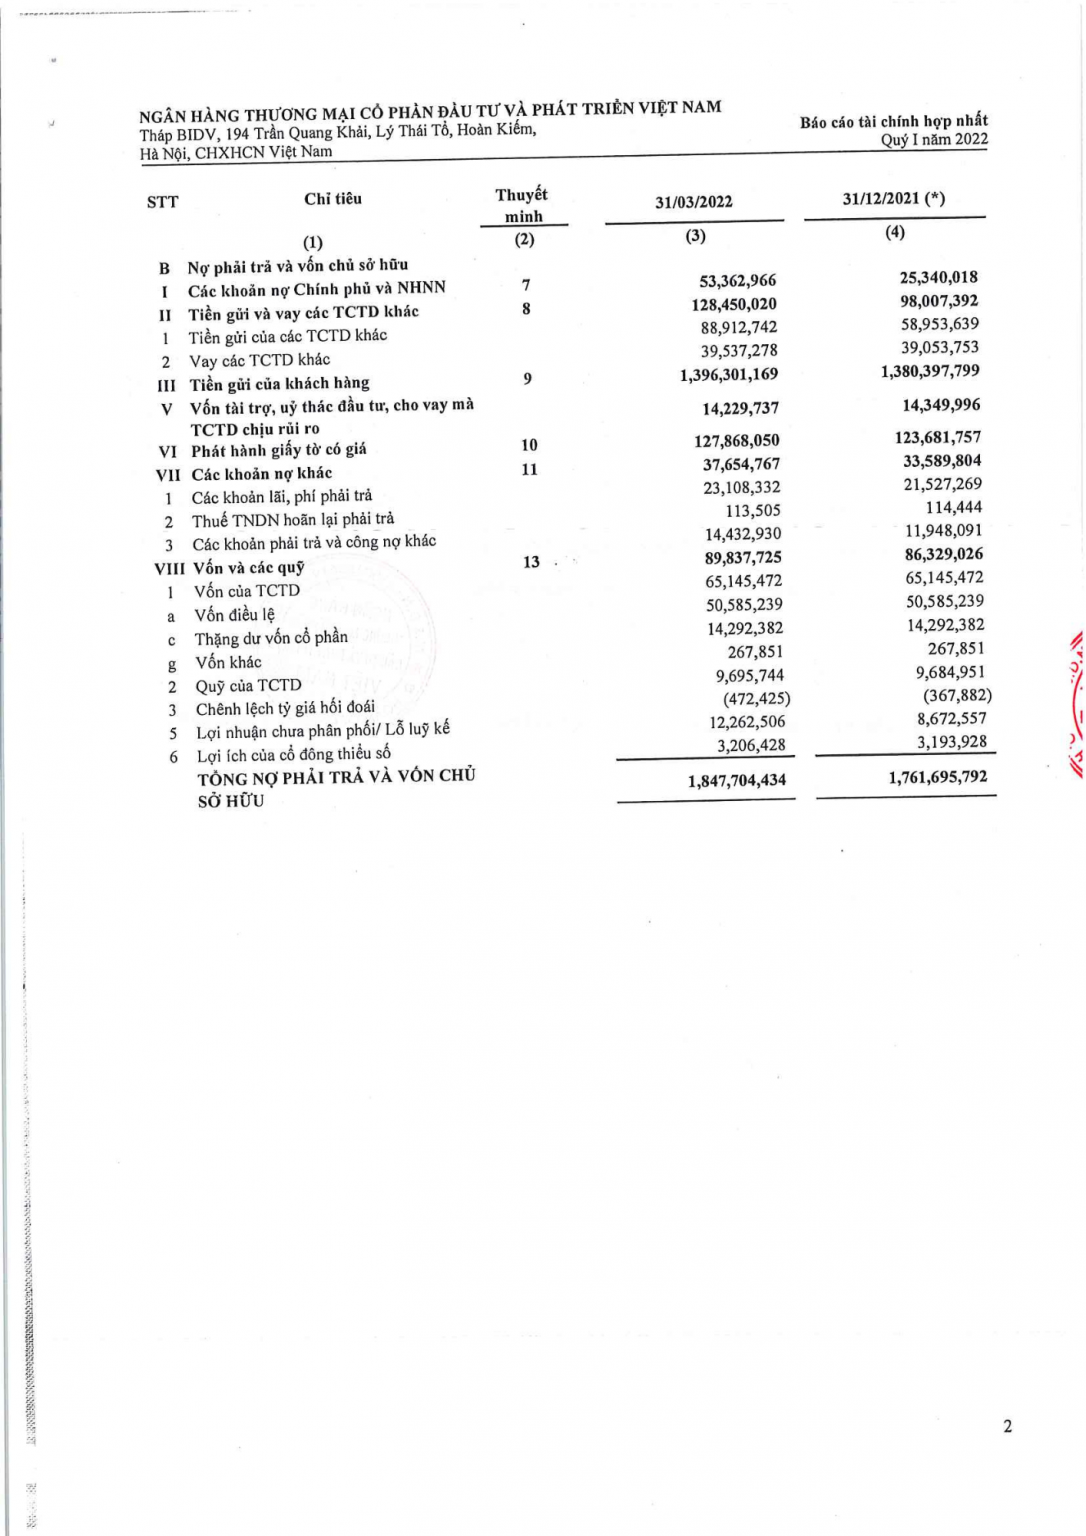 NGÂN HÀNG THƯƠNG MẠI CỔ PHẦN ĐẦU TƯ VÀ PHÁT TRIỂN VIỆT NAM
Tháp BIDV, 194 Trần Quang Khải, Lý Thái Tổ, Hoàn Kiếm,
Hà Nội, CHXHCN Việt Nam
Báo cáo tài chính hợp nhất
Quý I năm 2022
STT Chỉ tiêu Thuyết minh 31/03/2022 31/12/2021 (*)
(1) (2) (3) (4)
B Nợ phải trả và vốn chủ sở hữu
I Các khoản nợ Chính phủ và NHNN 7 53,362,966 25,340,018
II Tiền gửi và vay các TCTD khác 8 128,450,020 98,007,392
1 Tiền gửi của các TCTD khác 88,912,742 58,953,639
2 Vay các TCTD khác 39,537,278 39,053,753
III Tiền gửi của khách hàng 9 1,396,301,169 1,380,397,799
V Vốn tài trợ, uỷ thác đầu tư, cho vay mà
TCTD chịu rủi ro 14,229,737 14,349,996
VI Phát hành giấy tờ có giá 10 127,868,050 123,681,757
VII Các khoản nợ khác 11 37,654,767 33,589,804
1 Các khoản lãi, phí phải trả 23,108,332 21,527,269
2 Thuế TNDN hoãn lại phải trả 113,505 114,444
3 Các khoản phải trả và công nợ khác 14,432,930 11,948,091
VIII Vốn và các quỹ 13 89,837,725 86,329,026
1 Vốn của TCTD 65,145,472 65,145,472
a Vốn điều lệ 50,585,239 50,585,239
c Thặng dư vốn cổ phần 14,292,382 14,292,382
g Vốn khác 267,851 267,851
2 Quỹ của TCTD 9,695,744 9,684,951
3 Chênh lệch tỷ giá hối đoái (472,425) (367,882)
5 Lợi nhuận chưa phân phối/ Lỗ luỹ kế 12,262,506 8,672,557
6 Lợi ích của cổ đông thiểu số 3,206,428 3,193,928
TỔNG NỢ PHẢI TRẢ VÀ VỐN CHỦ
SỞ HỮU 1,847,704,434 1,761,695,792
2